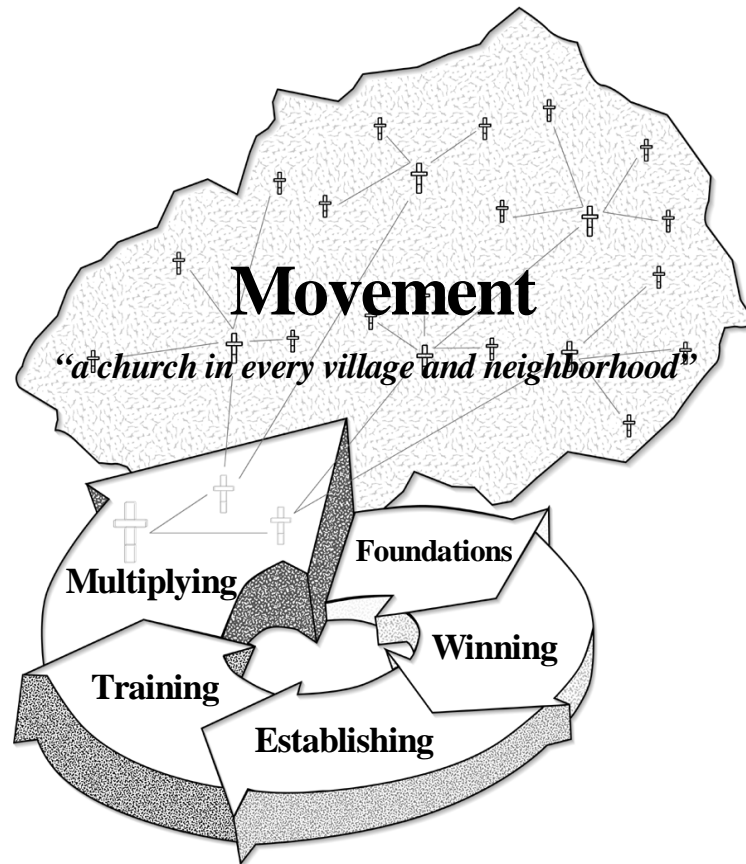 Movement
“a church in every village and neighborhood”
Foundations
Multiplying
Winning
Training
Establishing